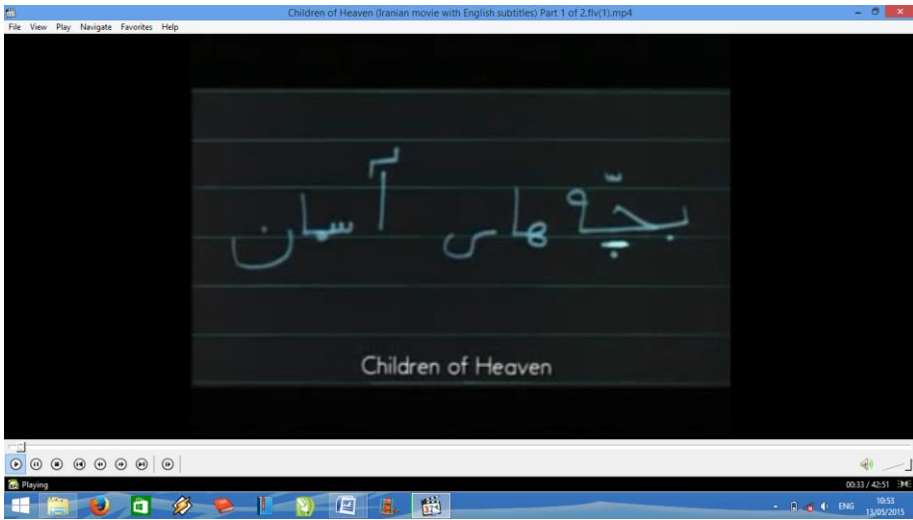 Children of Heaven (Iranian movie with English subtitles) Part 1 of 2.flv(1).mp4
File View Play Navigate Favorites Help
بچّه های آسمان
Children of Heaven
Playing
00:33 / 42:51
ENG
10:53
13/05/2015